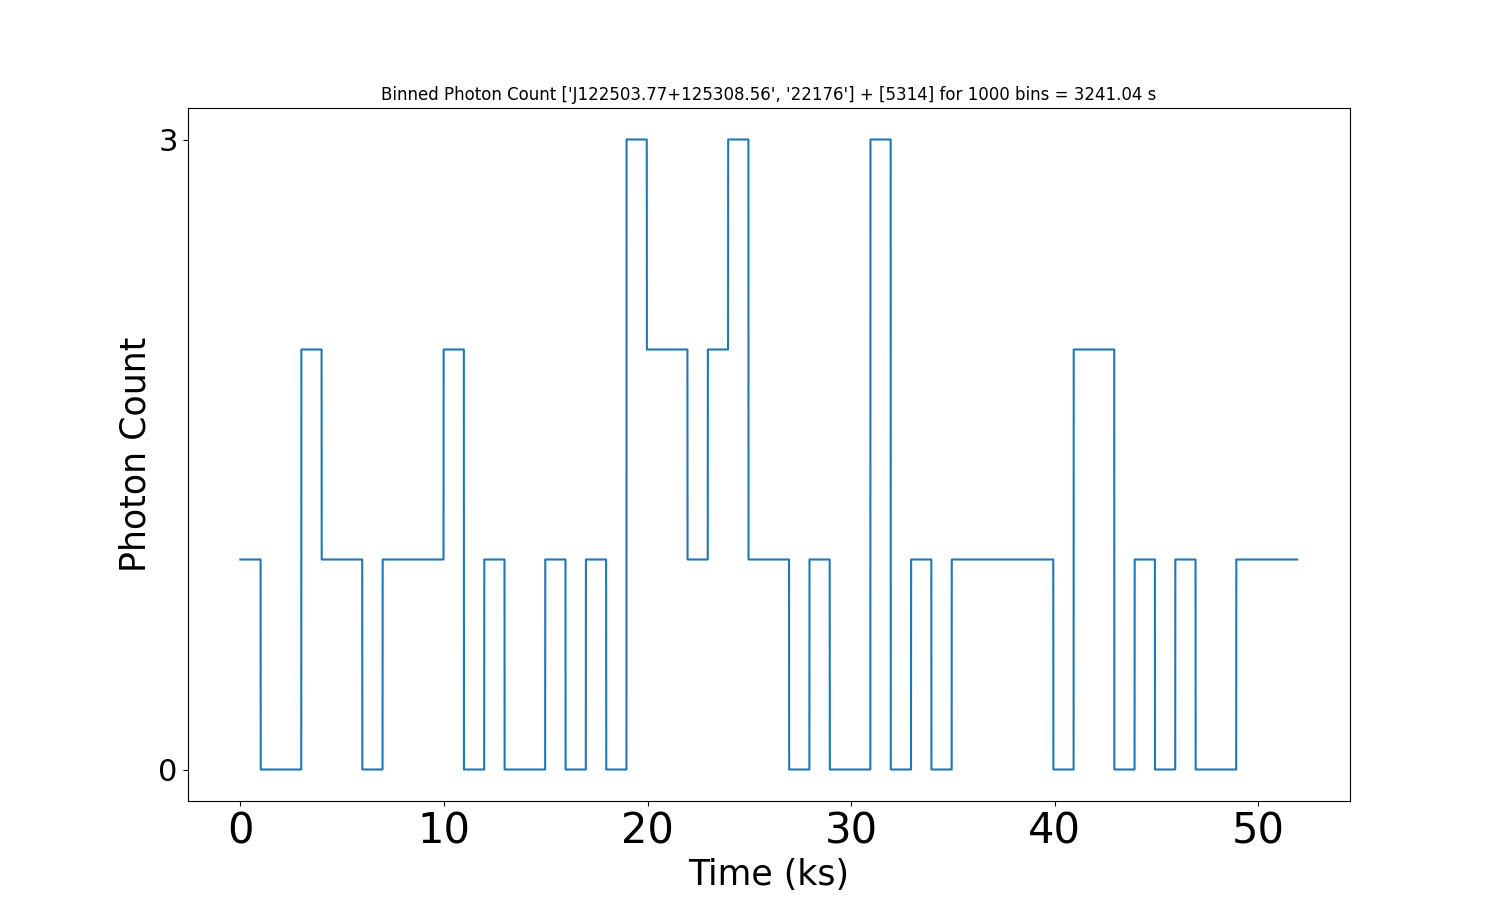 Binned Photon Count ['J122503.77+125308.56', '22176'] + [5314] for 1000 bins = 3241.04 s
3
Photon Count
0
0 10 20 30 40 50
Time (ks)